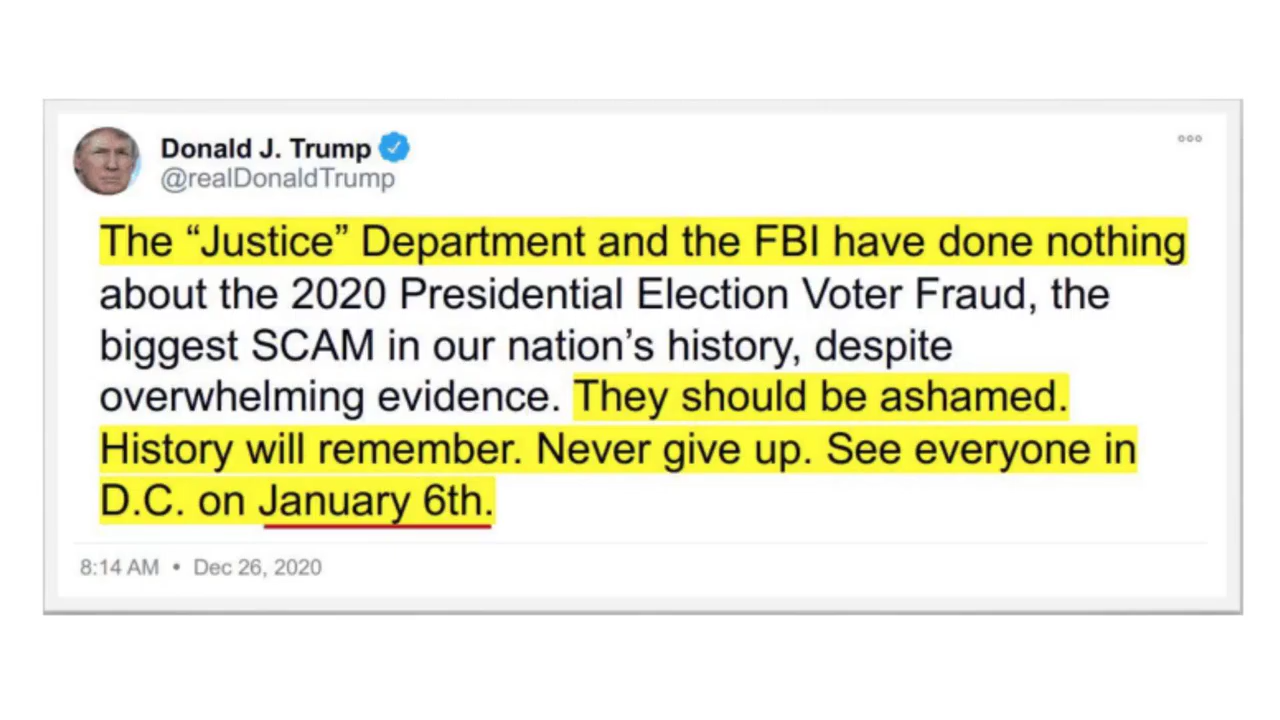 Donald J. Trump
@realDonaldTrump
The “Justice” Department and the FBI have done nothing
about the 2020 Presidential Election Voter Fraud, the
biggest SCAM in our nation’s history, despite
overwhelming evidence. They should be ashamed.
History will remember. Never give up. See everyone in
D.C. on January 6th.
8:14 AM • Dec 26, 2020